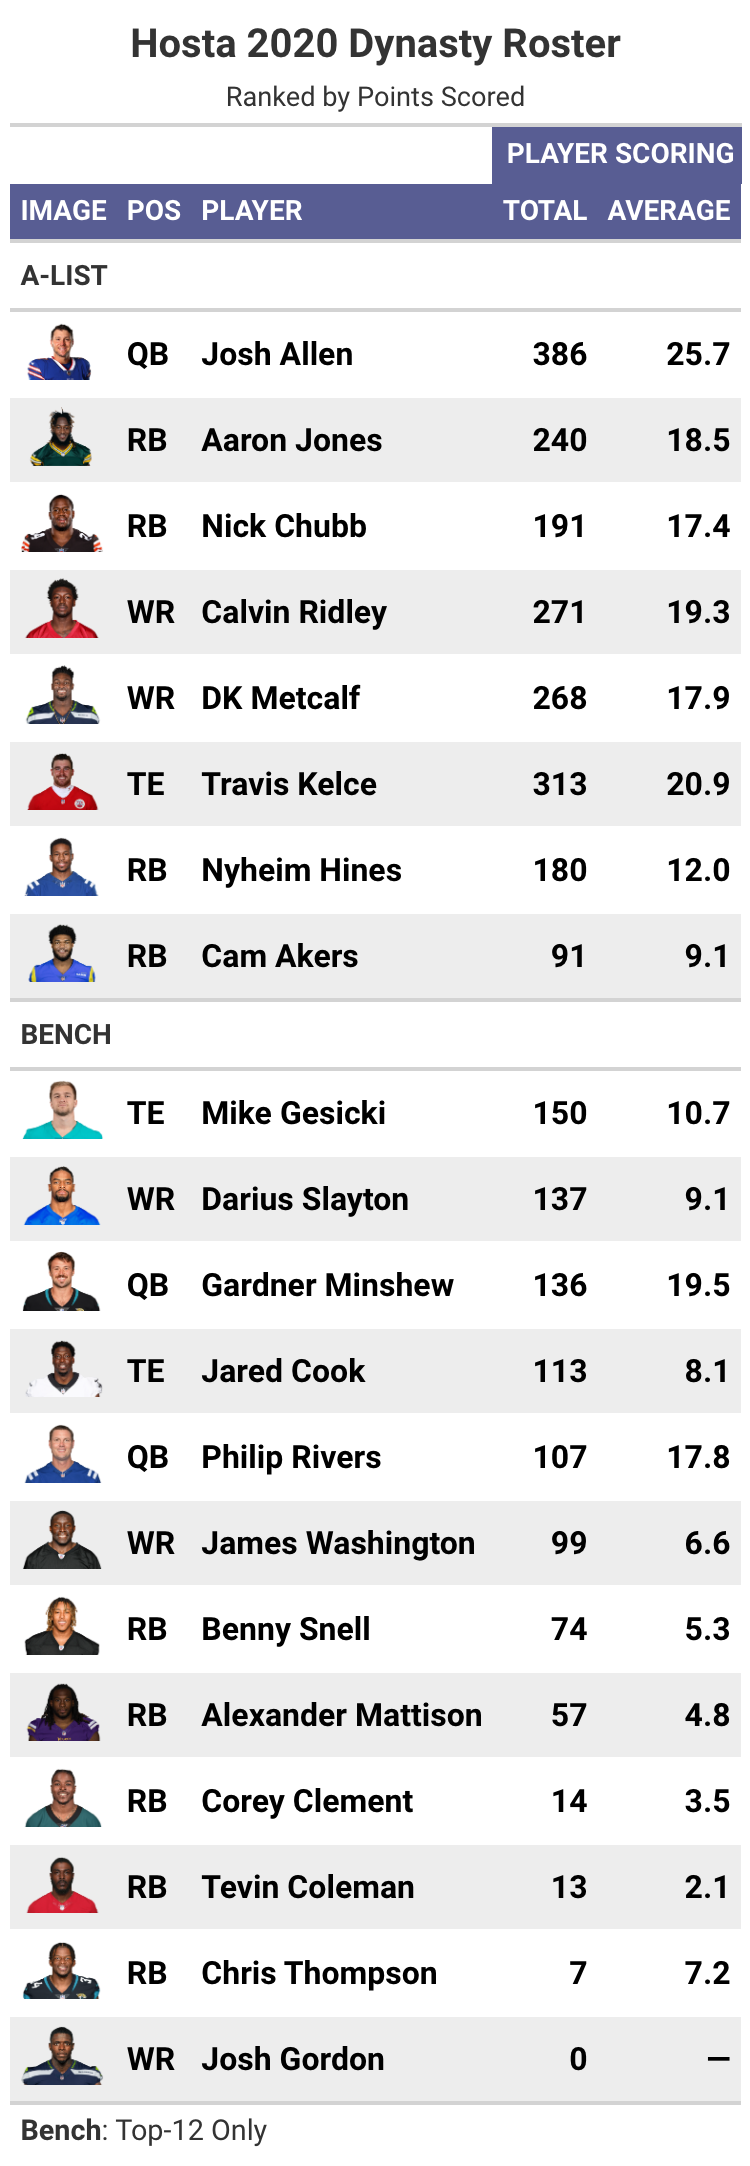 Hosta 2020 Dynasty Roster
Ranked by Points Scored
PLAYER SCORING
IMAGE POS PLAYER TOTAL AVERAGE
A-LIST
QB Josh Allen 386 25.7
RB Aaron Jones 240 18.5
RB Nick Chubb 191 17.4
WR Calvin Ridley 271 19.3
WR DK Metcalf 268 17.9
TE Travis Kelce 313 20.9
RB Nyheim Hines 180 12.0
RB Cam Akers 91 9.1
BENCH
TE Mike Gesicki 150 10.7
WR Darius Slayton 137 9.1
QB Gardner Minshew 136 19.5
TE Jared Cook 113 8.1
QB Philip Rivers 107 17.8
WR James Washington 99 6.6
RB Benny Snell 74 5.3
RB Alexander Mattison 57 4.8
RB Corey Clement 14 3.5
RB Tevin Coleman 13 2.1
RB Chris Thompson 7 7.2
WR Josh Gordon 0 —
Bench: Top-12 Only